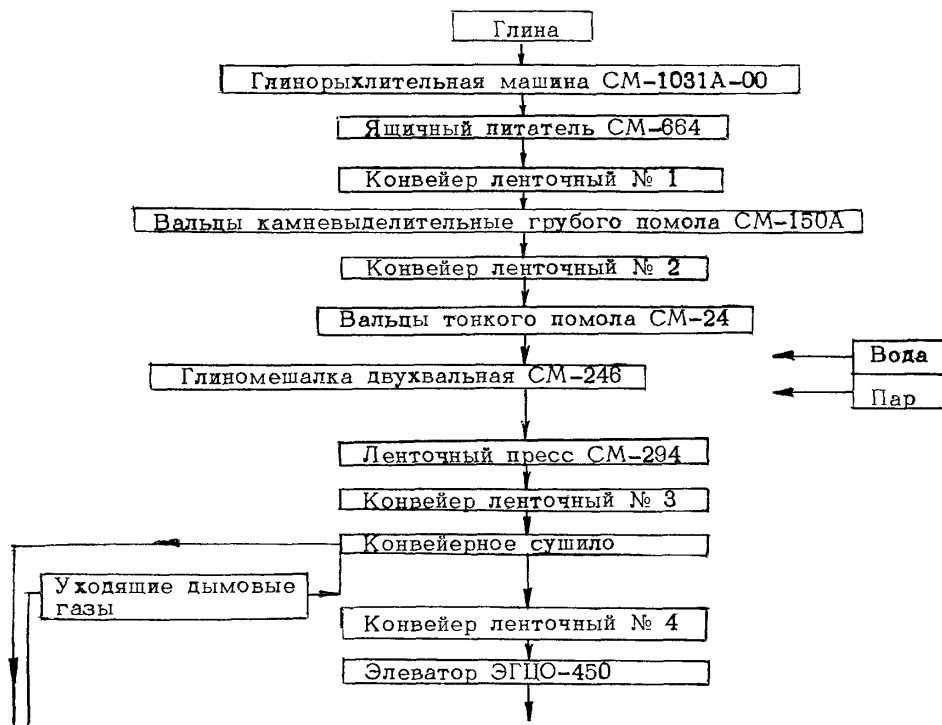 Глина
Глинорыхлительная машина СМ-1031А-00
Ящичный питатель СМ-664
Конвейер ленточный № 1
Вальцы камневыделительные грубого помола СМ-150А
Конвейер ленточный № 2
Вальцы тонкого помола СМ-24
Вода
Глиномешалка двухвальная СМ-246
Пар
Ленточный пресс СМ-294
Конвейер ленточный № 3
Конвейерное сушило
Уходящие дымовые
газы
Конвейер ленточный № 4
Элеватор ЭГЦО-450